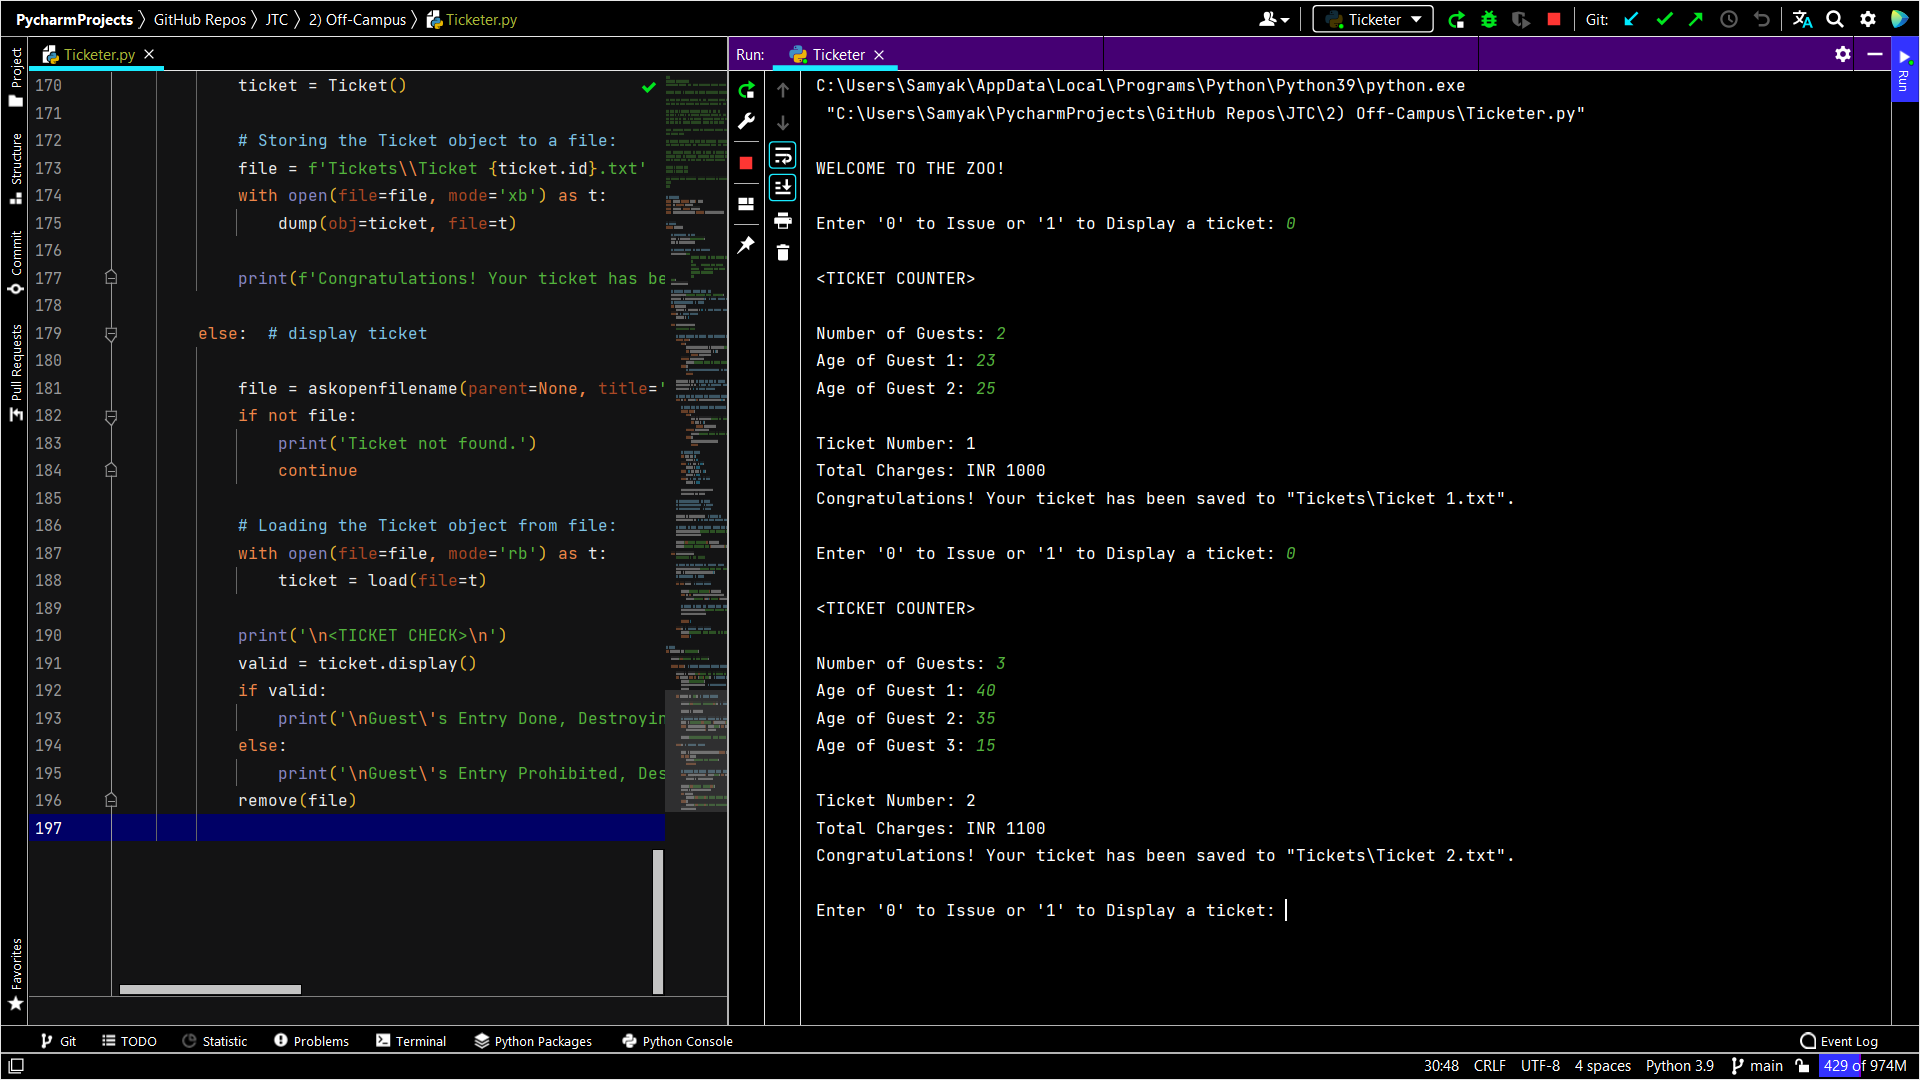 PycharmProjects 〉 GitHub Repos 〉 JTC 〉 2) Off-Campus 〉 Ticketer.py
Ticketer
Git:
Project
Structure
Commit
Pull Requests
Favorites
Ticketer.py
170 ticket = Ticket()
171
172 # Storing the Ticket object to a file:
173 file = f'Tickets\\Ticket {ticket.id}.txt'
174 with open(file=file, mode='xb') as t:
175 dump(obj=ticket, file=t)
176
177 print(f'Congratulations! Your ticket has be
178
179 else:  # display ticket
180
181 file = askopenfilename(parent=None, title='
182 if not file:
183 print('Ticket not found.')
184 continue
185
186 # Loading the Ticket object from file:
187 with open(file=file, mode='rb') as t:
188 ticket = load(file=t)
189
190 print('\n<TICKET CHECK>\n')
191 valid = ticket.display()
192 if valid:
193 print('\nGuest\'s Entry Done, Destroyin
194 else:
195 print('\nGuest\'s Entry Prohibited, Des
196 remove(file)
197
Run: Ticketer
Run
C:\Users\Samyak\AppData\Local\Programs\Python\Python39\python.exe
"C:\Users\Samyak\PycharmProjects\GitHub Repos\JTC\2) Off-Campus\Ticketer.py"
WELCOME TO THE ZOO!
Enter '0' to Issue or '1' to Display a ticket: 0
<TICKET COUNTER>
Number of Guests: 2
Age of Guest 1: 23
Age of Guest 2: 25
Ticket Number: 1
Total Charges: INR 1000
Congratulations! Your ticket has been saved to "Tickets\Ticket 1.txt".
Enter '0' to Issue or '1' to Display a ticket: 0
<TICKET COUNTER>
Number of Guests: 3
Age of Guest 1: 40
Age of Guest 2: 35
Age of Guest 3: 15
Ticket Number: 2
Total Charges: INR 1100
Congratulations! Your ticket has been saved to "Tickets\Ticket 2.txt".
Enter '0' to Issue or '1' to Display a ticket:
Git TODO Statistic Problems Terminal Python Packages Python Console Event Log
30:48 CRLF UTF-8 4 spaces Python 3.9 main 429 of 974M